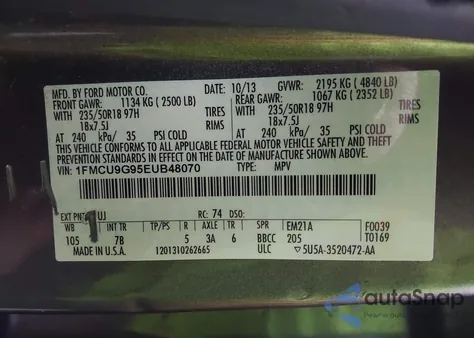 MFD. BY FORD MOTOR CO. DATE: 10/13 GVWR: 2195 KG ( 4840 LB)
FRONT GAWR: 1134 KG ( 2500 LB) REAR GAWR: 1067 KG ( 2352 LB)
WITH 235/50R18 97H TIRES WITH 235/50R18 97H TIRES
18x7.5J RIMS 18x7.5J RIMS
AT 240 kPa/ 35 PSI COLD AT 240 kPa/ 35 PSI COLD
THIS VEHICLE CONFORMS TO ALL APPLICABLE FEDERAL MOTOR VEHICLE SAFETY AND THEFT PREVENTION STANDARDS IN EFFECT ON THE DATE OF MANUFACTURE SHOWN ABOVE.
VIN: 1FMCU9G95EUB48070 TYPE: MPV
EXT PNT: UJ RC: 74 DSO:
WB INT TR TP/PS R AXLE TR SPR EM21A F0039
105 7B 5 3A 6 BBCC 205 T0169
MADE IN U.S.A. 1201310262665 ULC 5U5A-3520472-AA
autoSnap